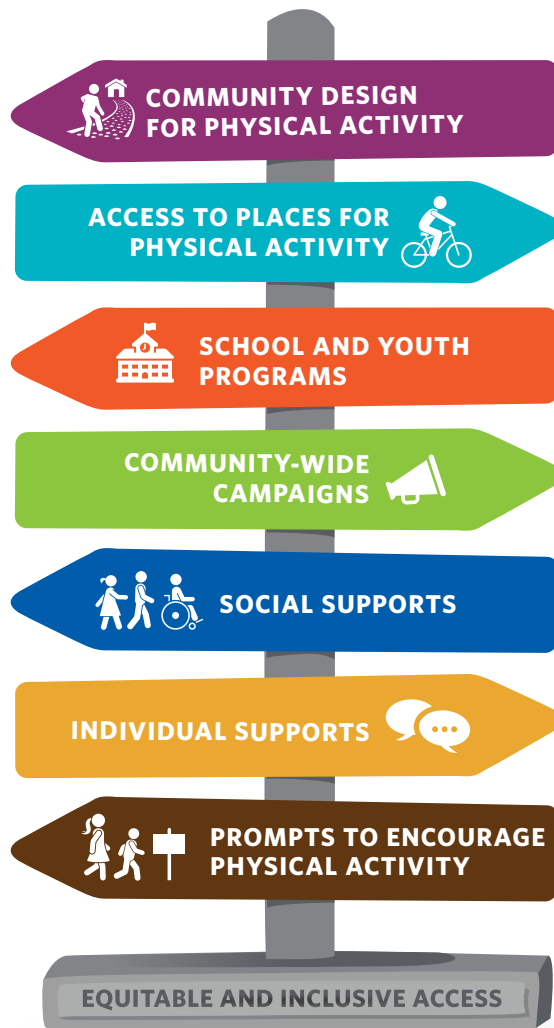 COMMUNITY DESIGN
FOR PHYSICAL ACTIVITY
ACCESS TO PLACES FOR
PHYSICAL ACTIVITY
SCHOOL AND YOUTH
PROGRAMS
COMMUNITY-WIDE
CAMPAIGNS
SOCIAL SUPPORTS
INDIVIDUAL SUPPORTS
PROMPTS TO ENCOURAGE
PHYSICAL ACTIVITY
EQUITABLE AND INCLUSIVE ACCESS